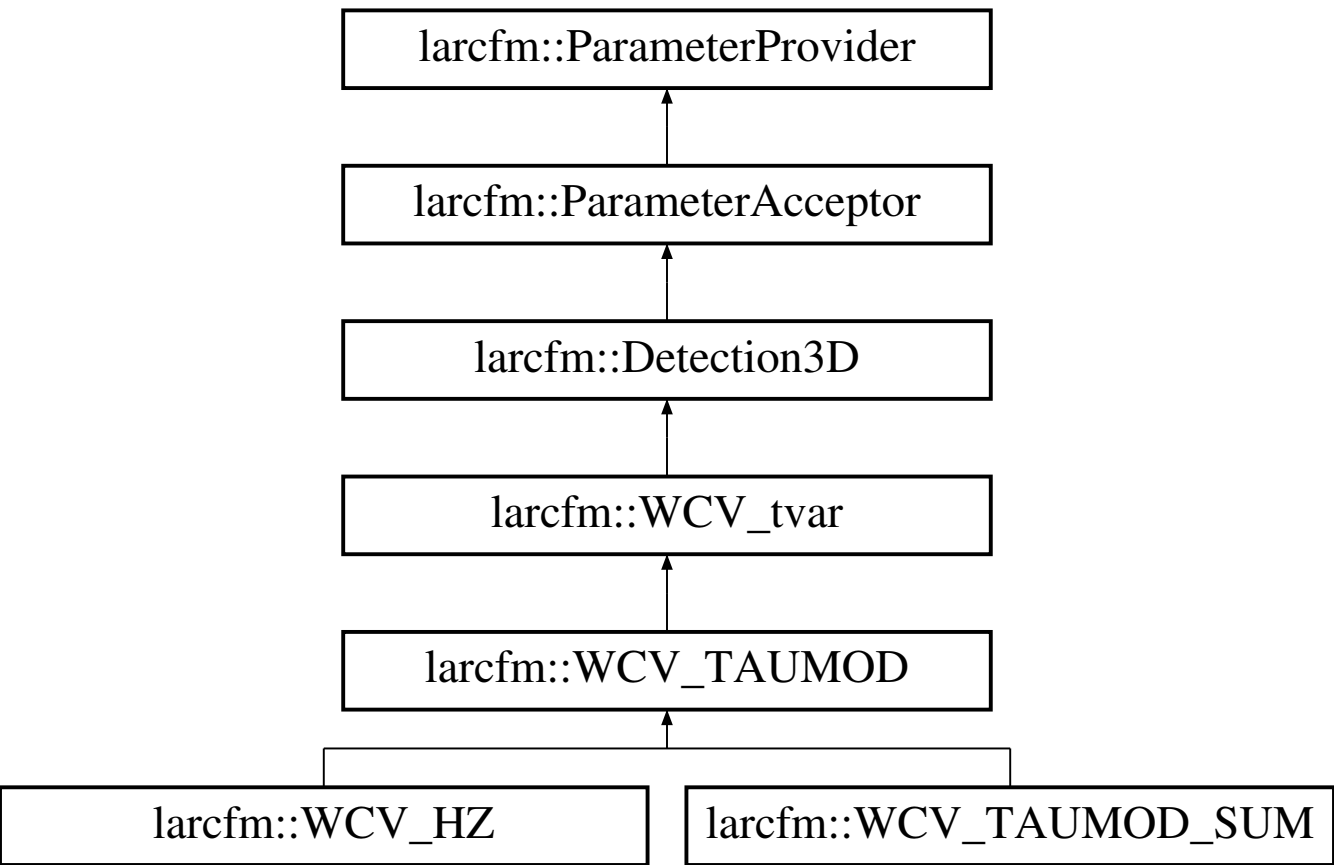 larcfm::ParameterProvider
larcfm::ParameterAcceptor
larcfm::Detection3D
larcfm::WCV_tvar
larcfm::WCV_TAUMOD
larcfm::WCV_HZ
larcfm::WCV_TAUMOD_SUM